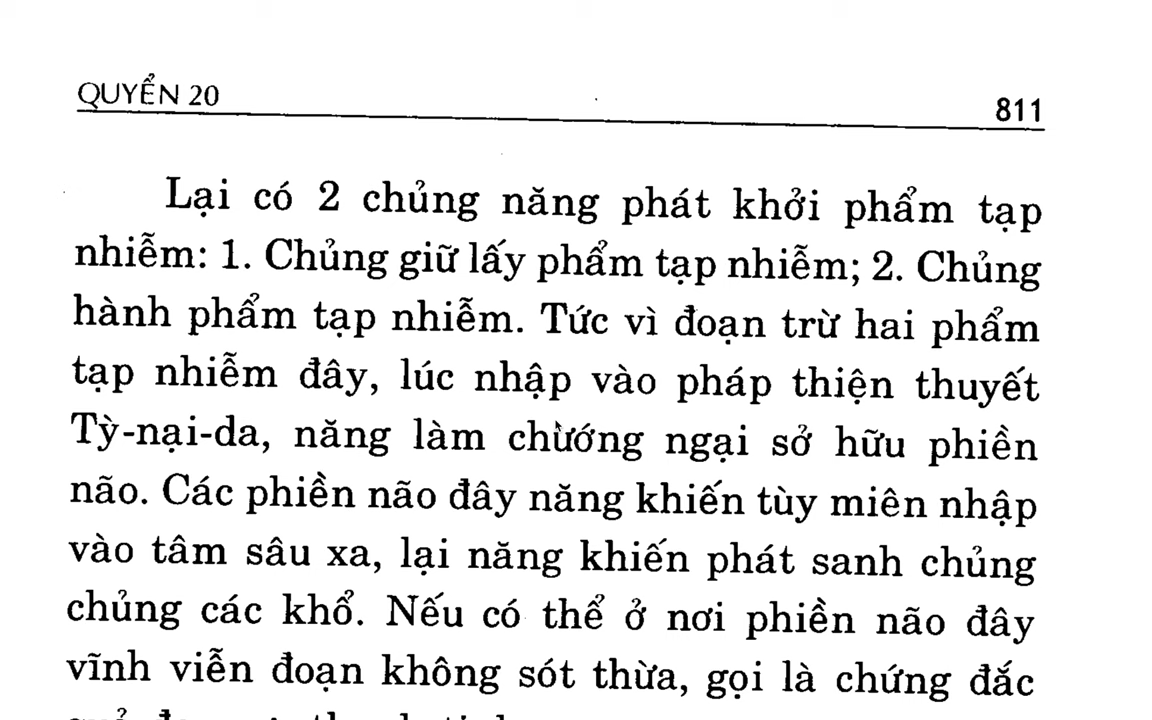 QUYỂN 20
811
Lại có 2 chủng năng phát khởi phẩm tạp
nhiễm: 1. Chủng giữ lấy phẩm tạp nhiễm; 2. Chủng
hành phẩm tạp nhiễm. Tức vì đoạn trừ hai phẩm
tạp nhiễm đây, lúc nhập vào pháp thiện thuyết
Tỳ-nại-da, năng làm chướng ngại sở hữu phiền
não. Các phiền não đây năng khiến tùy miên nhập
vào tâm sâu xa, lại năng khiến phát sanh chủng
chủng các khổ. Nếu có thể ở nơi phiền não đây
vĩnh viễn đoạn không sót thừa, gọi là chứng đắc